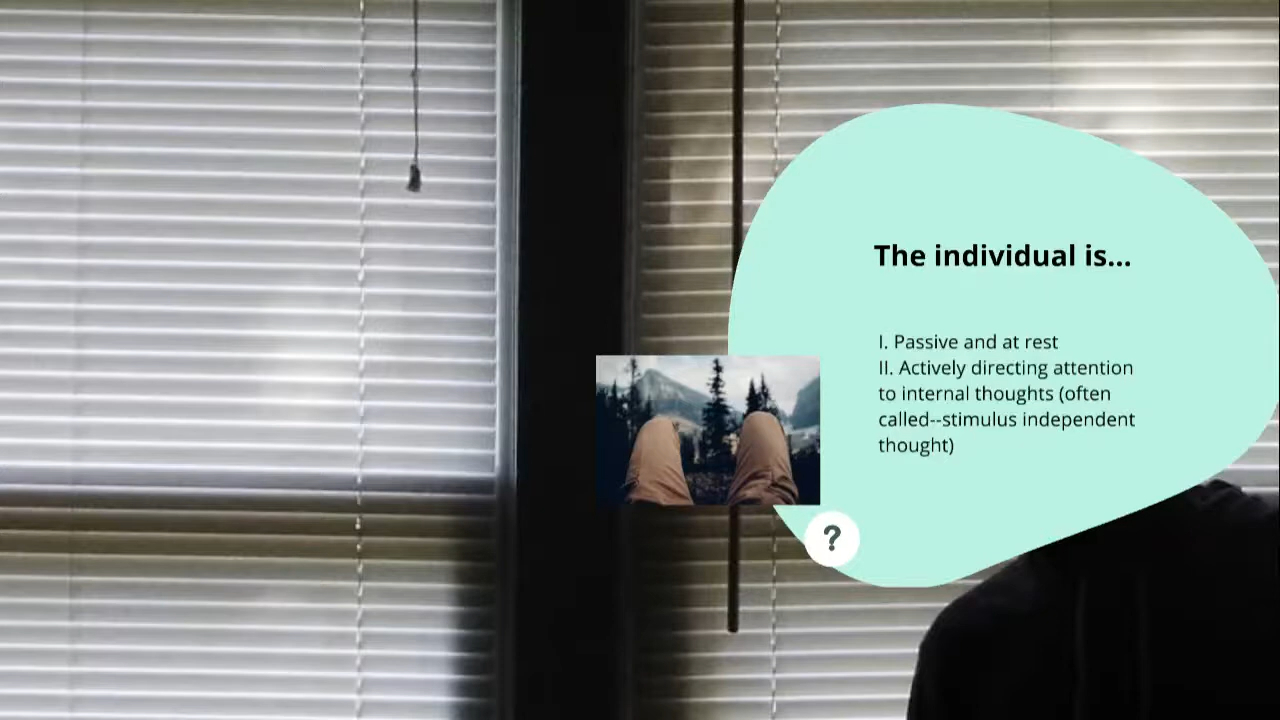 The individual is...
I. Passive and at rest
II. Actively directing attention
to internal thoughts (often
called--stimulus independent
thought)
?